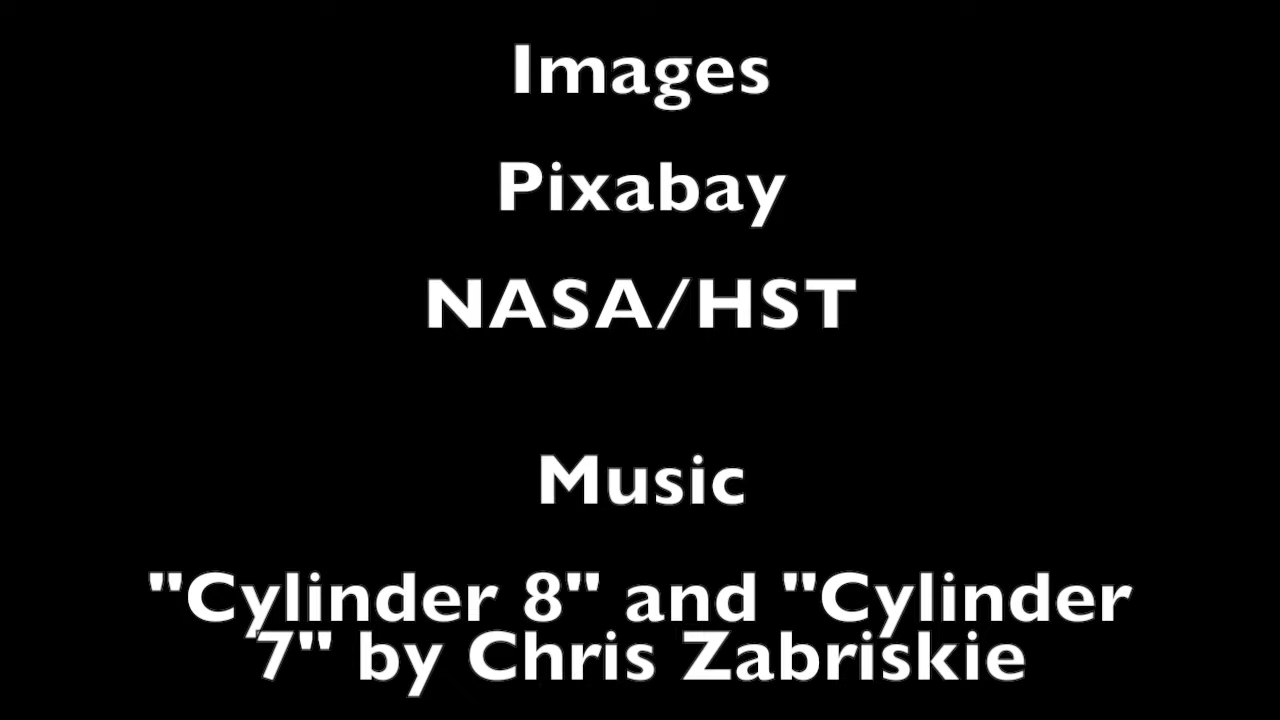 Images
Pixabay
NASA/HST
Music
"Cylinder 8" and "Cylinder
7" by Chris Zabriskie